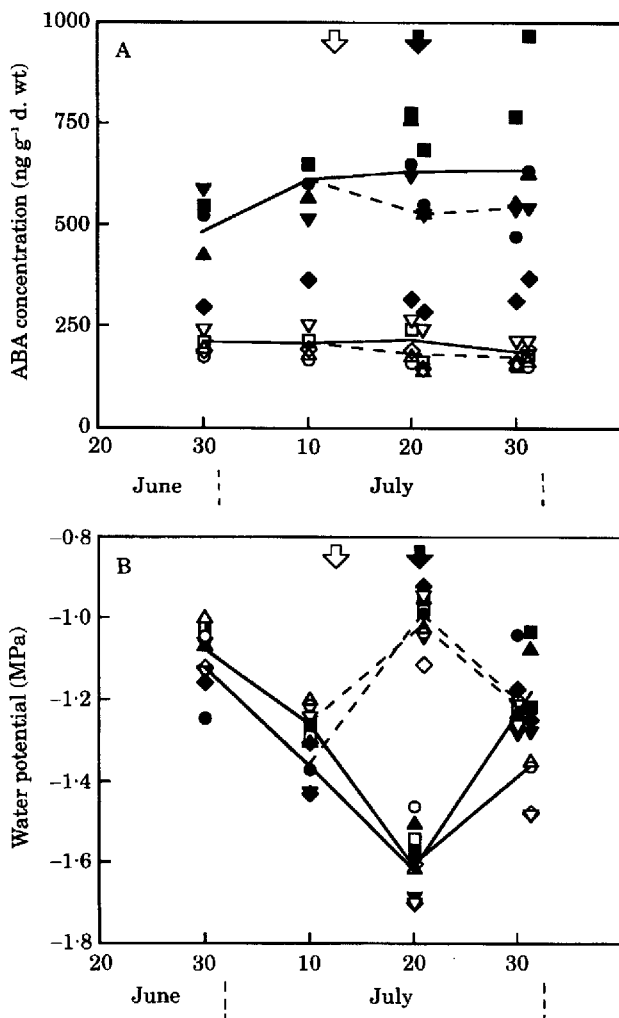 ABA concentration (ng g⁻¹ d. wt)
1000
750
500
250
0
A
20
30
10
20
30
June
July
Water potential (MPa)
−0·8
−1·0
−1·2
−1·4
−1·6
−1·8
B
20
30
10
20
30
June
July